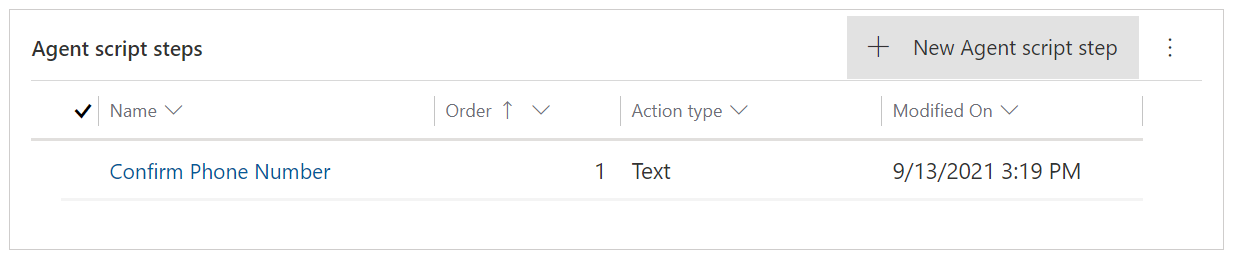 Agent script steps
New Agent script step
Name Order Action type Modified On
Confirm Phone Number 1 Text 9/13/2021 3:19 PM